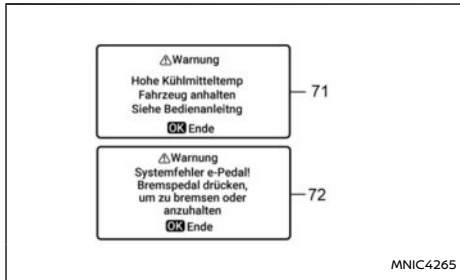 ⚠Warnung
Hohe Kühlmitteltemp
Fahrzeug anhalten
Siehe Bedienanleitng
OK Ende
71
⚠Warnung
Systemfehler e-Pedal!
Bremspedal drücken,
um zu bremsen oder
anzuhalten
OK Ende
72
MNIC4265